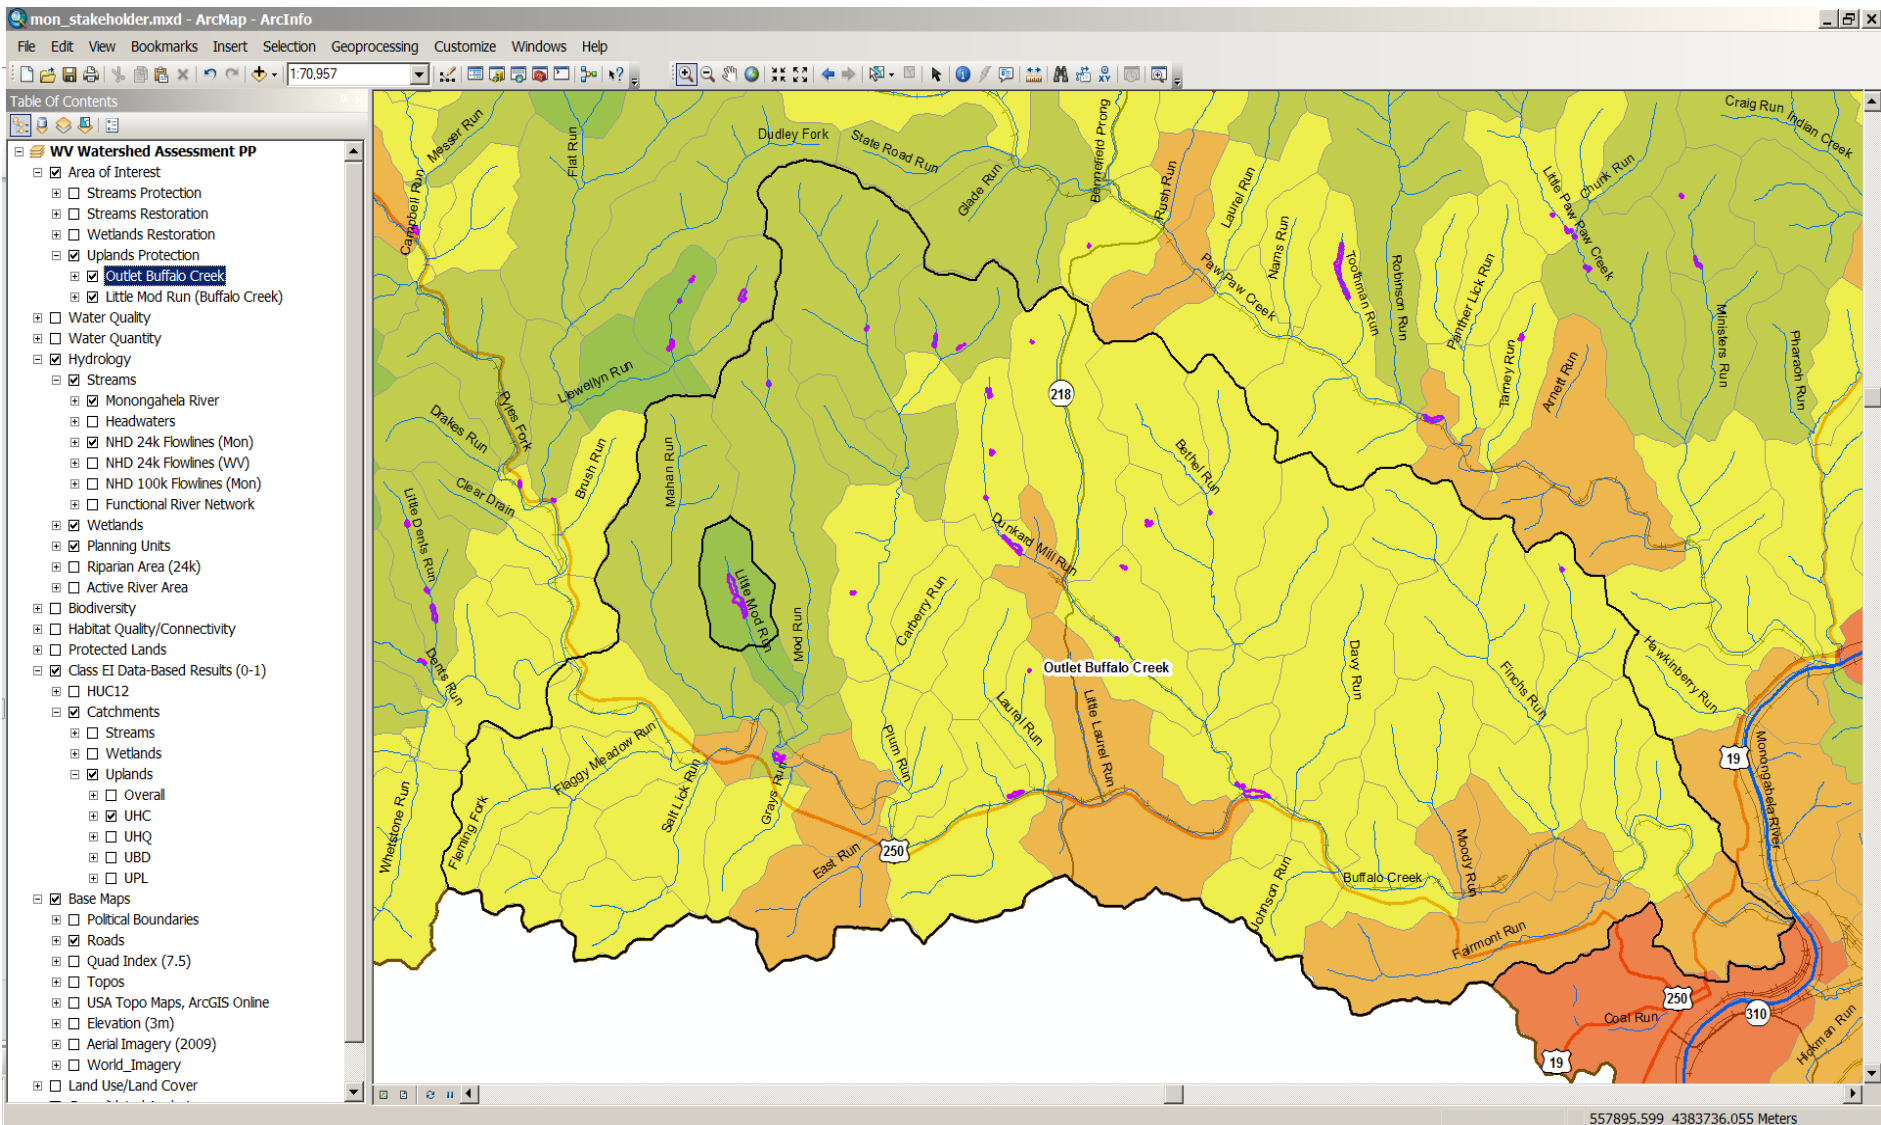 mon_stakeholder.mxd - ArcMap - ArcInfo
File Edit View Bookmarks Insert Selection Geoprocessing Customize Windows Help
1:70,957
Table Of Contents
WV Watershed Assessment PP
Area of Interest
Streams Protection
Streams Restoration
Wetlands Restoration
Uplands Protection
Outlet Buffalo Creek
Little Mod Run (Buffalo Creek)
Water Quality
Water Quantity
Hydrology
Streams
Monongahela River
Headwaters
NHD 24k Flowlines (Mon)
NHD 24k Flowlines (WV)
NHD 100k Flowlines (Mon)
Functional River Network
Wetlands
Planning Units
Riparian Area (24k)
Active River Area
Biodiversity
Habitat Quality/Connectivity
Protected Lands
Class EI Data-Based Results (0-1)
HUC12
Catchments
Streams
Wetlands
Uplands
Overall
UHC
UHQ
UBD
UPL
Base Maps
Political Boundaries
Roads
Quad Index (7.5)
Topos
USA Topo Maps, ArcGIS Online
Elevation (3m)
Aerial Imagery (2009)
World_Imagery
Land Use/Land Cover
Messer Run
Flat Run
Dudley Fork
State Road Run
Glade Run
Bennefield Prong
Rush Run
Laurel Run
Nams Run
Little Paw Paw Creek
Chunk Run
Craig Run
Indian Creek
Campbell Run
Paw Paw Creek
Toothman Run
Robinson Run
Panther Lick Run
Tarney Run
Arnett Run
Ministers Run
Pharaoh Run
Llewellyn Run
Pyles Fork
Drakes Run
Clear Drain
Brush Run
Mahan Run
218
Bethel Run
Little Dents Run
Dents Run
Little Mod Run
Mod Run
Dunkard Mill Run
Carberry Run
Outlet Buffalo Creek
Laurel Run
Little Laurel Run
Davy Run
Finchs Run
Hawkinberry Run
19
Monongahela River
Flaggy Meadow Run
Salt Lick Run
Grays Run
Plum Run
Whetstone Run
Fleming Fork
East Run
250
Johnson Run
Buffalo Creek
Moody Run
Fairmont Run
250
310
Coal Run
19
Hickman Run
557895.599 4383736.055 Meters